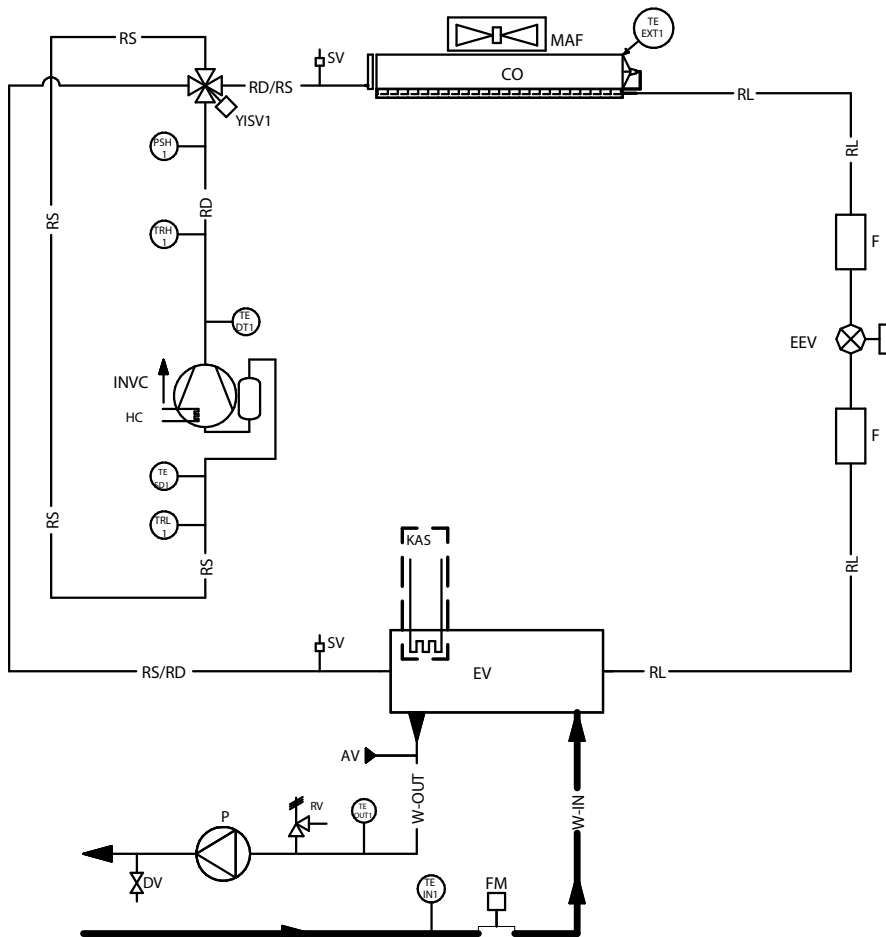 RS
SV
MAF
TE
EXT1
CO
RD/RS
RL
YISV1
PSH
1
RL
RD
RS
TRH
1
F
TE
DT1
EEV
INVC
HC
F
TE
SD1
TRL
1
RS
KAS
RS
RL
SV
RS/RD
EV
RL
AV
W-OUT
W-IN
RV
TE
OUT1
P
DV
TE
IN1
FM